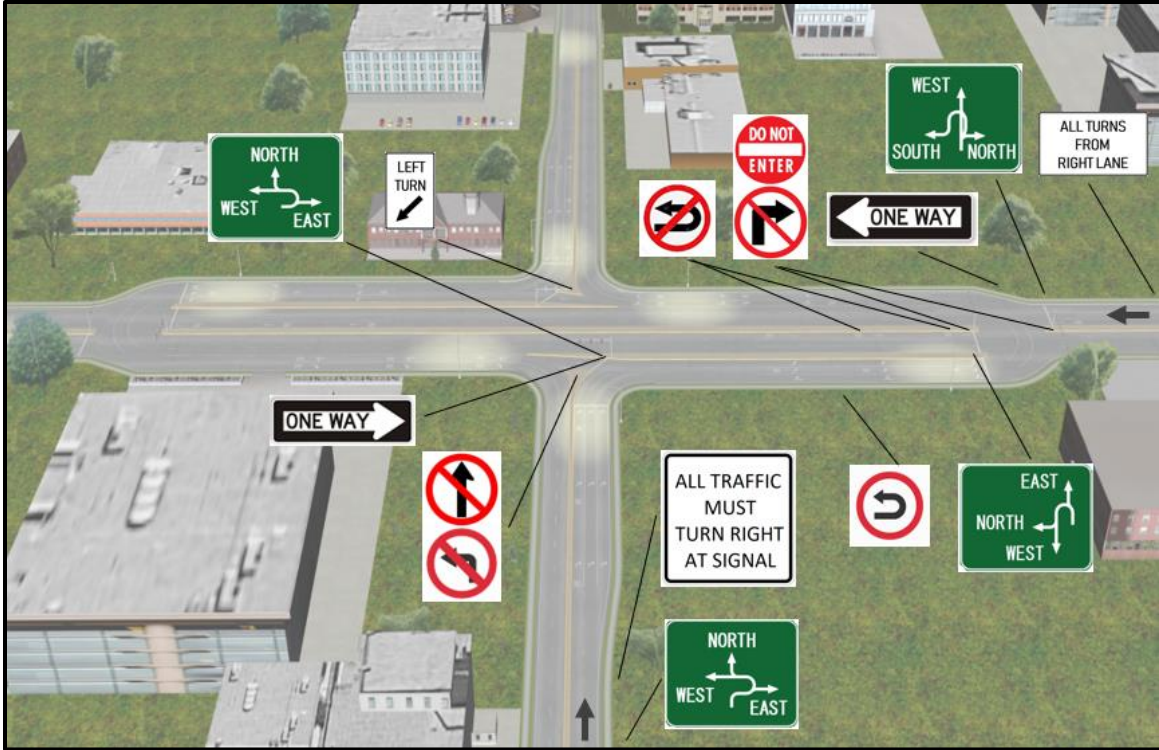 WEST
SOUTH NORTH
ALL TURNS
FROM
RIGHT LANE
DO NOT
ENTER
NORTH
WEST
EAST
LEFT
TURN
ONE WAY
ONE WAY
ALL TRAFFIC
MUST
TURN RIGHT
AT SIGNAL
EAST
NORTH
WEST
NORTH
WEST
EAST